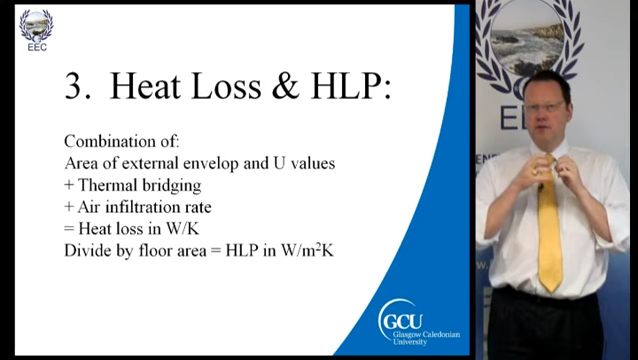 EEC
3. Heat Loss & HLP:
Combination of:
Area of external envelop and U values
+ Thermal bridging
+ Air infiltration rate
= Heat loss in W/K
Divide by floor area = HLP in W/m²K
GCU
Glasgow Caledonian
University